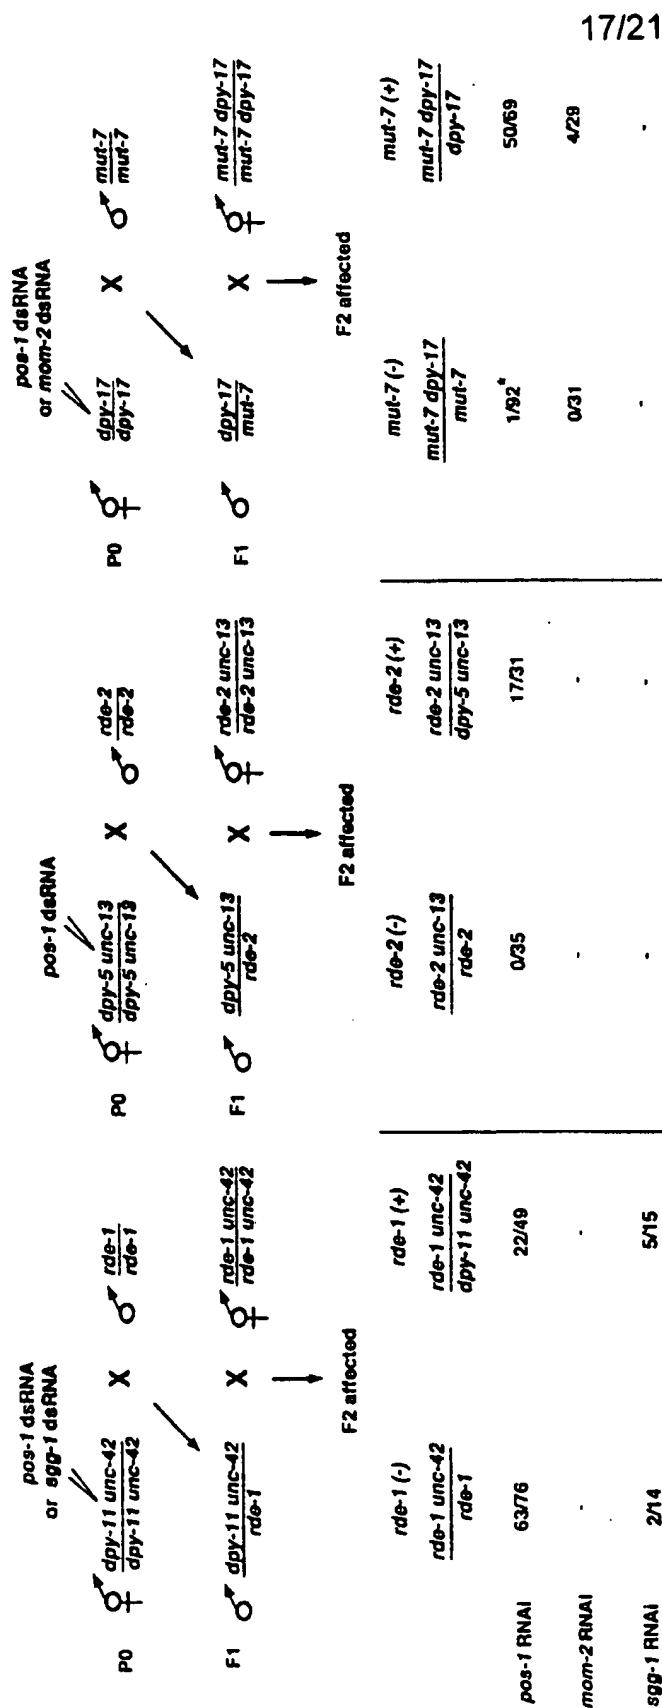 17/21
pos-1 dsRNA
or sgg-1 dsRNA
P0
dpy-11 unc-42
dpy-11 unc-42
X
rde-1
rde-1
F1
dpy-11 unc-42
rde-1
X
rde-1 unc-42
rde-1 unc-42
F2 affected
rde-1 (-)
rde-1 unc-42
rde-1
rde-1 (+)
rde-1 unc-42
dpy-11 unc-42
pos-1 dsRNA
P0
dpy-5 unc-13
dpy-5 unc-13
X
rde-2
rde-2
F1
dpy-5 unc-13
rde-2
X
rde-2 unc-13
rde-2 unc-13
F2 affected
rde-2 (-)
rde-2 unc-13
rde-2
rde-2 (+)
rde-2 unc-13
dpy-5 unc-13
pos-1 dsRNA
or mom-2 dsRNA
P0
dpy-17
dpy-17
X
mut-7
mut-7
F1
dpy-17
mut-7
X
mut-7 dpy-17
mut-7 dpy-17
F2 affected
mut-7 (-)
mut-7 dpy-17
mut-7
mut-7 (+)
mut-7 dpy-17
dpy-17
pos-1 RNAi 63/76 22/49 0/35 17/31 1/92* 50/69
mom-2 RNAi - - - - 0/31 4/29
sgg-1 RNAi 2/14 5/15 - - - -